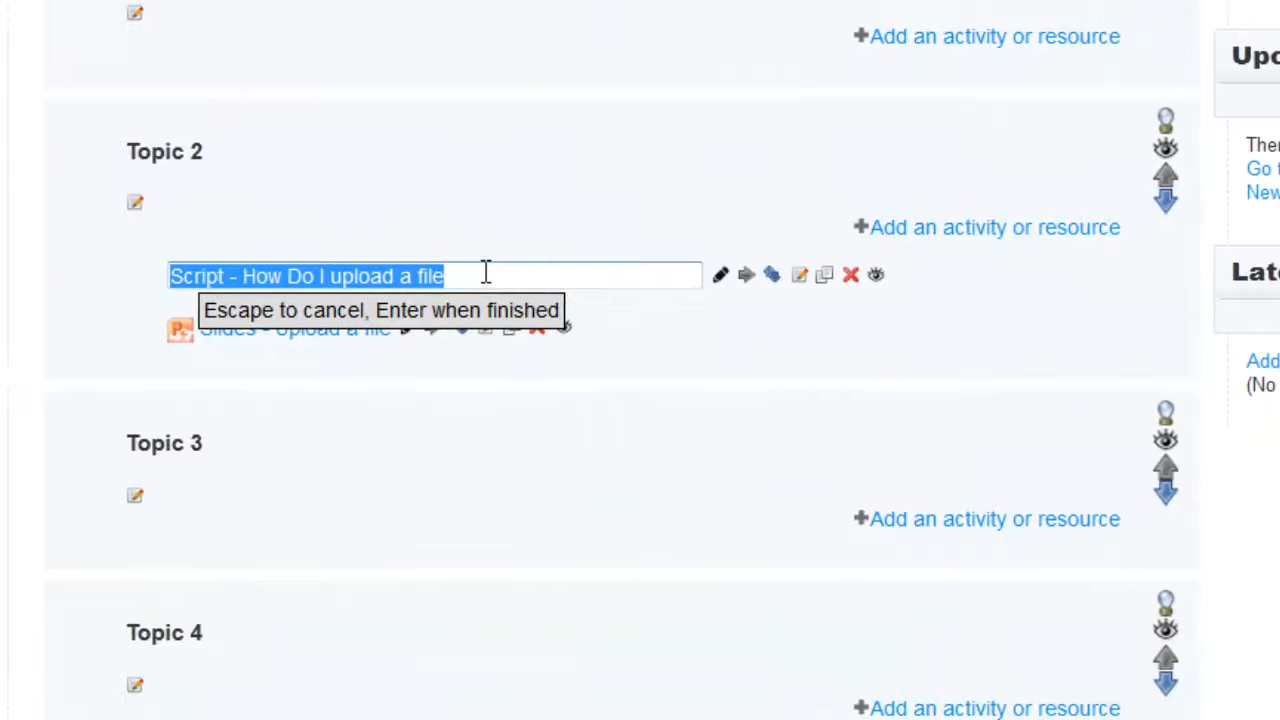 Add an activity or resource
Topic 2
Add an activity or resource
Script - How Do I upload a file
Escape to cancel, Enter when finished
Slides - Upload a file
Topic 3
Add an activity or resource
Topic 4
Add an activity or resource
Upc
Ther
Go t
New
Late
Add
(No